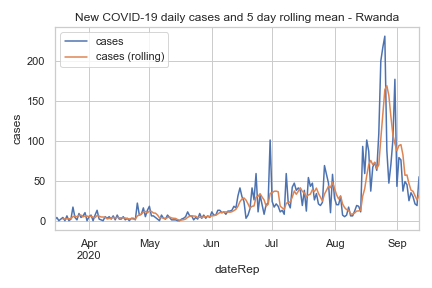 New COVID-19 daily cases and 5 day rolling mean - Rwanda
cases
cases (rolling)
200
150
100
50
0
cases
Apr
2020
May
Jun
Jul
Aug
Sep
dateRep